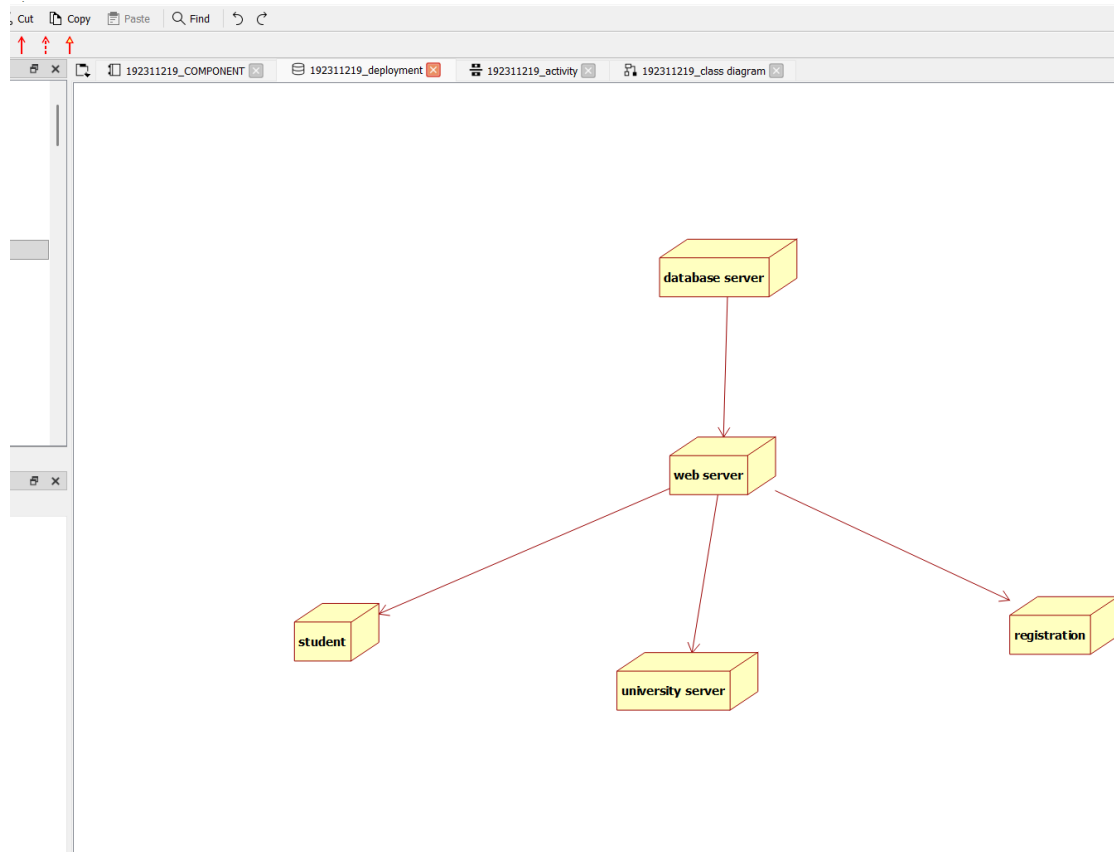 Cut Copy Paste Find
192311219_COMPONENT 192311219_deployment 192311219_activity 192311219_class diagram
database server
web server
student
registration
university server